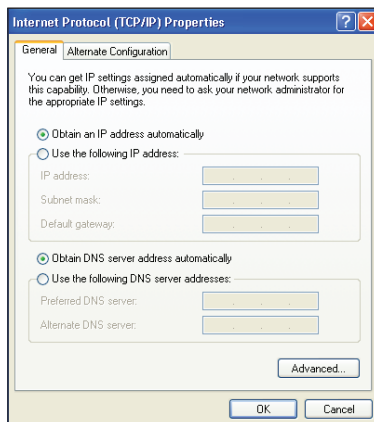 Internet Protocol (TCP/IP) Properties
General
Alternate Configuration
You can get IP settings assigned automatically if your network supports
this capability. Otherwise, you need to ask your network administrator for
the appropriate IP settings.
Obtain an IP address automatically
Use the following IP address:
IP address:
Subnet mask:
Default gateway:
Obtain DNS server address automatically
Use the following DNS server addresses:
Preferred DNS server:
Alternate DNS server:
Advanced...
OK
Cancel